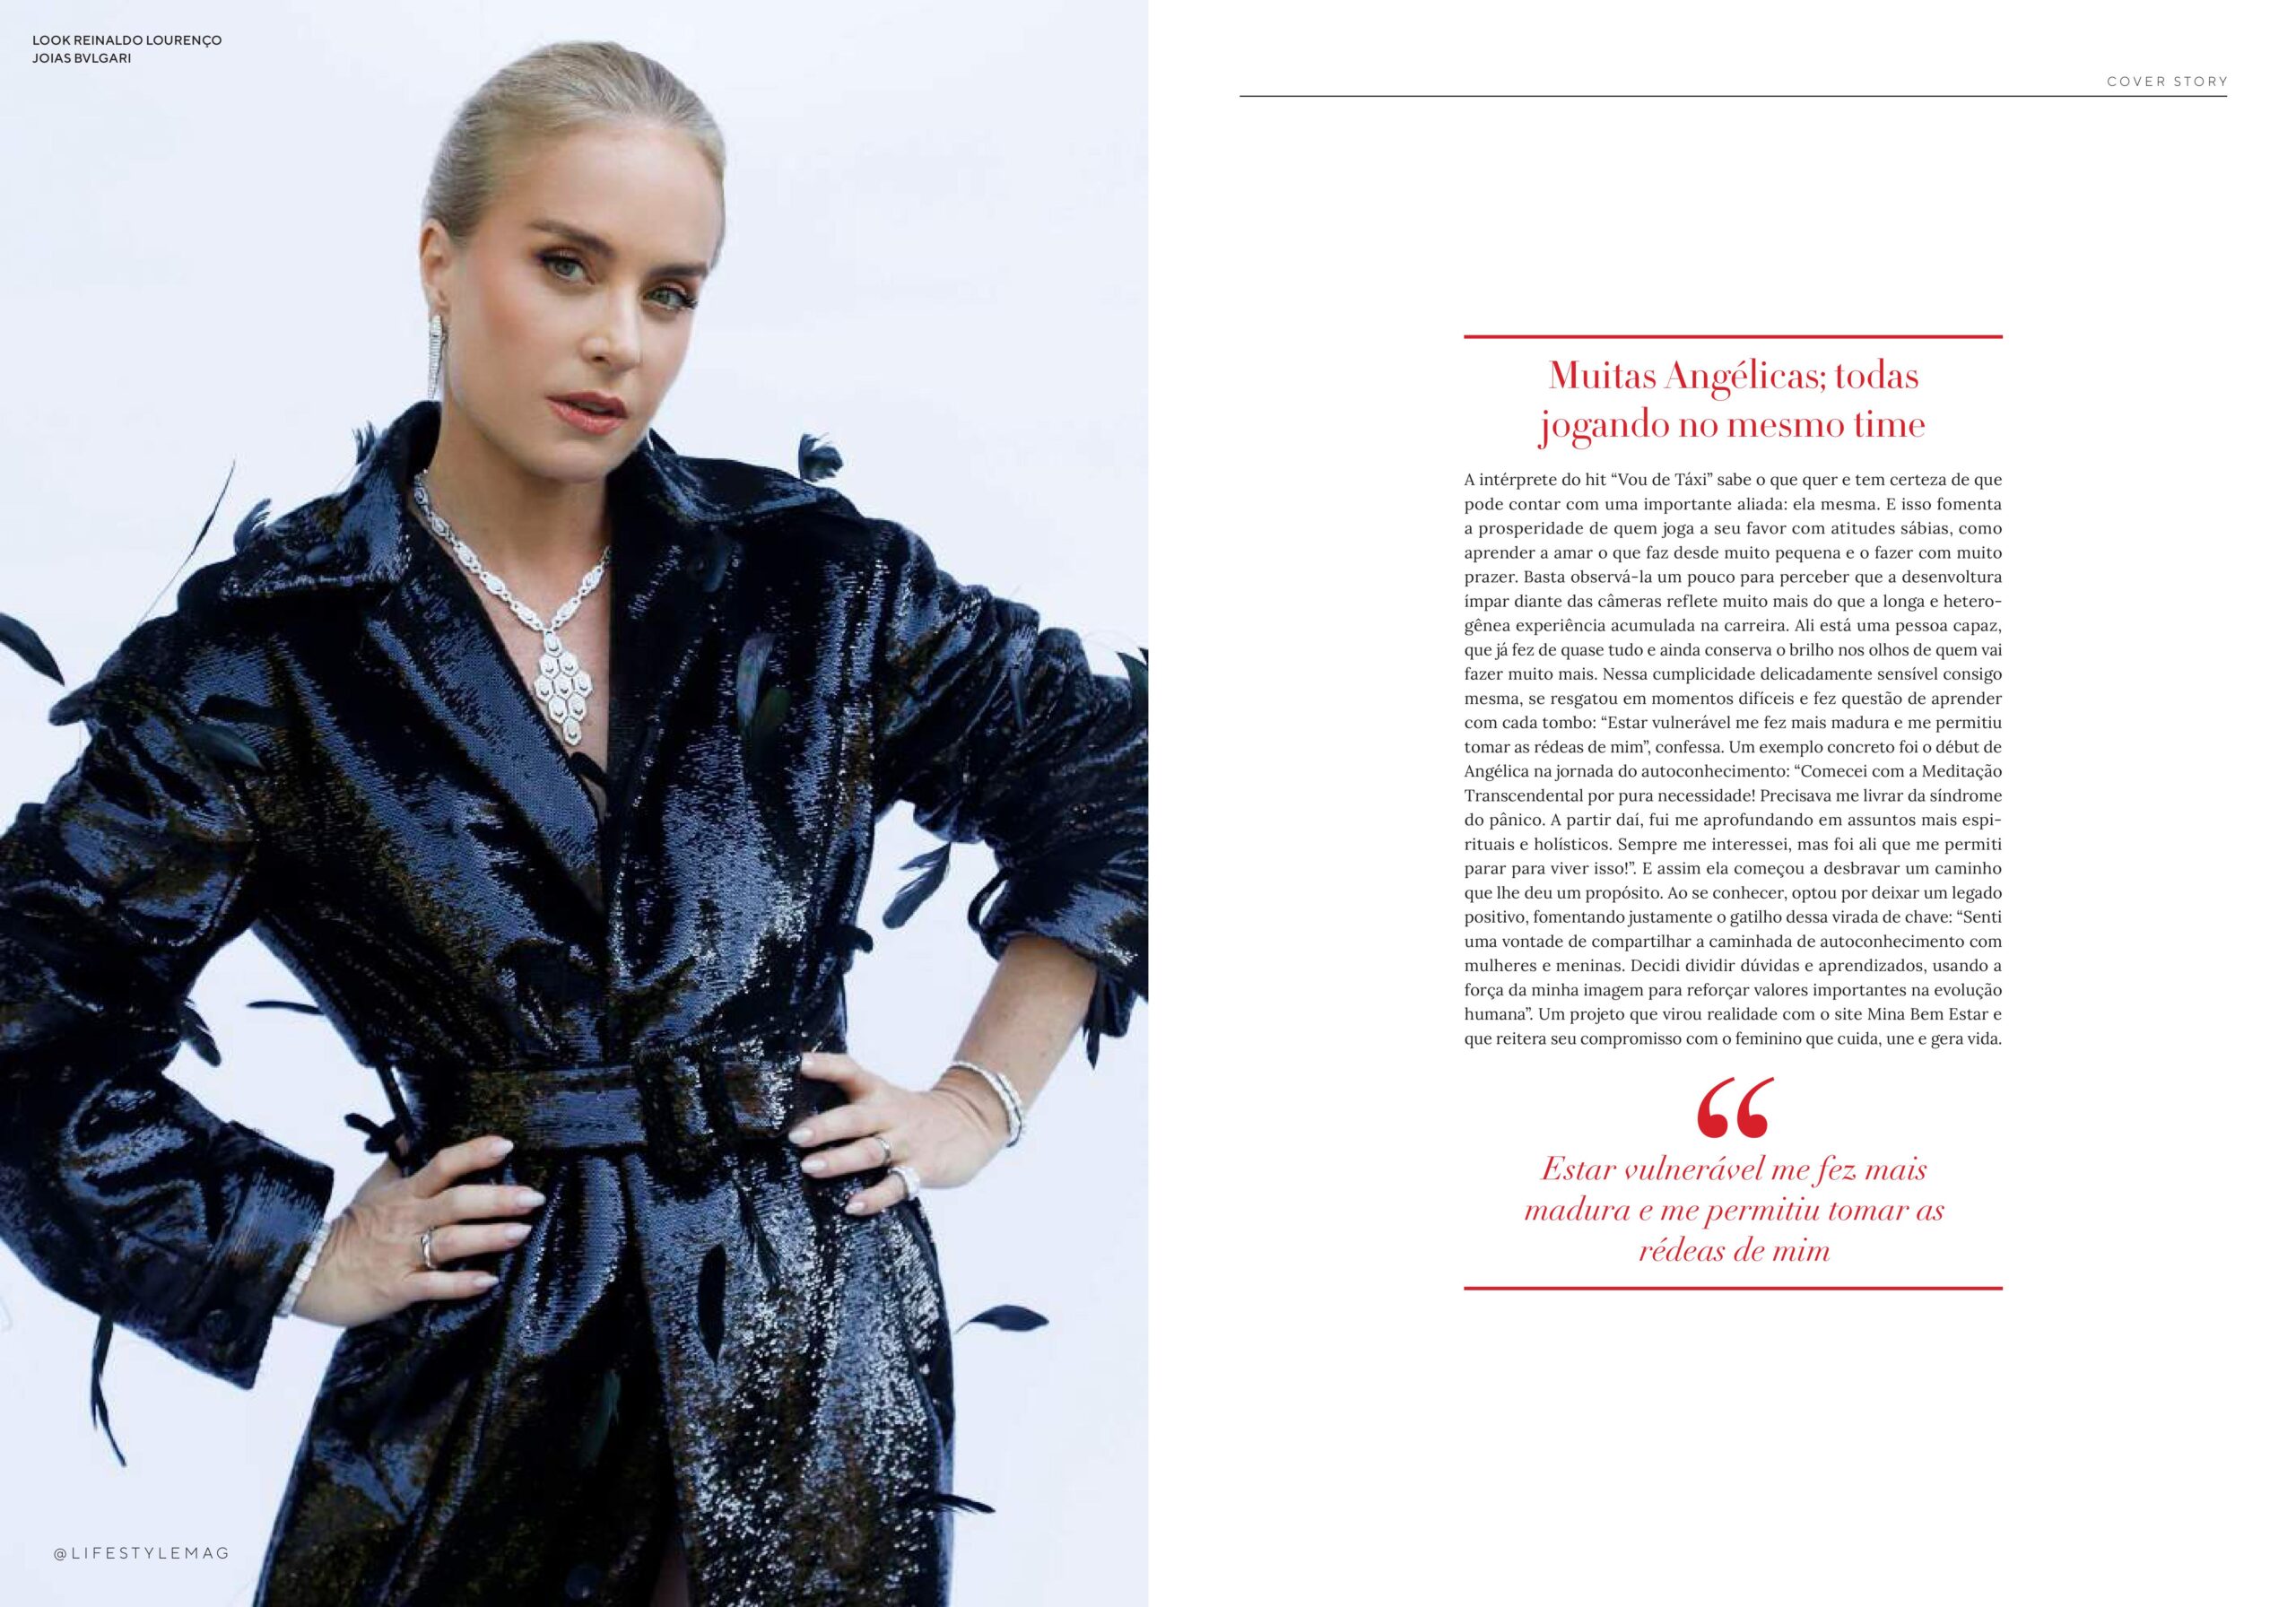 LOOK REINALDO LOURENÇO
JOIAS BVLGARI
@LIFESTYLEMAG
COVER STORY
Muitas Angélicas; todas
jogando no mesmo time
A intérprete do hit “Vou de Táxi” sabe o que quer e tem certeza de que
pode contar com uma importante aliada: ela mesma. E isso fomenta
a prosperidade de quem joga a seu favor com atitudes sábias, como
aprender a amar o que faz desde muito pequena e o fazer com muito
prazer. Basta observá-la um pouco para perceber que a desenvoltura
ímpar diante das câmeras reflete muito mais do que a longa e hetero-
gênea experiência acumulada na carreira. Ali está uma pessoa capaz,
que já fez de quase tudo e ainda conserva o brilho nos olhos de quem vai
fazer muito mais. Nessa cumplicidade delicadamente sensível consigo
mesma, se resgatou em momentos difíceis e fez questão de aprender
com cada tombo: “Estar vulnerável me fez mais madura e me permitiu
tomar as rédeas de mim”, confessa. Um exemplo concreto foi o début de
Angélica na jornada do autoconhecimento: “Comecei com a Meditação
Transcendental por pura necessidade! Precisava me livrar da síndrome
do pânico. A partir daí, fui me aprofundando em assuntos mais espi-
rituais e holísticos. Sempre me interessei, mas foi ali que me permiti
parar para viver isso!”. E assim ela começou a desbravar um caminho
que lhe deu um propósito. Ao se conhecer, optou por deixar um legado
positivo, fomentando justamente o gatilho dessa virada de chave: “Senti
uma vontade de compartilhar a caminhada de autoconhecimento com
mulheres e meninas. Decidi dividir dúvidas e aprendizados, usando a
força da minha imagem para reforçar valores importantes na evolução
humana”. Um projeto que virou realidade com o site Mina Bem Estar e
que reitera seu compromisso com o feminino que cuida, une e gera vida.
“
Estar vulnerável me fez mais
madura e me permitiu tomar as
rédeas de mim